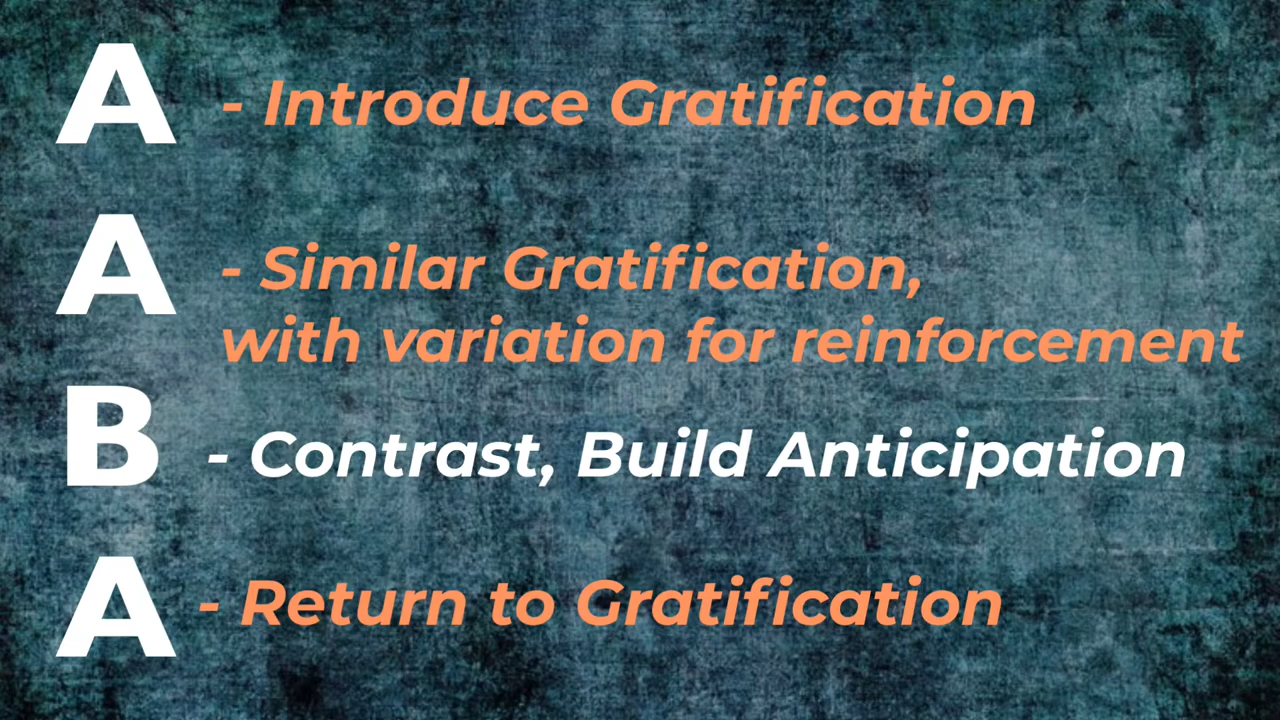 A - Introduce Gratification
A - Similar Gratification,
with variation for reinforcement
B - Contrast, Build Anticipation
A - Return to Gratification